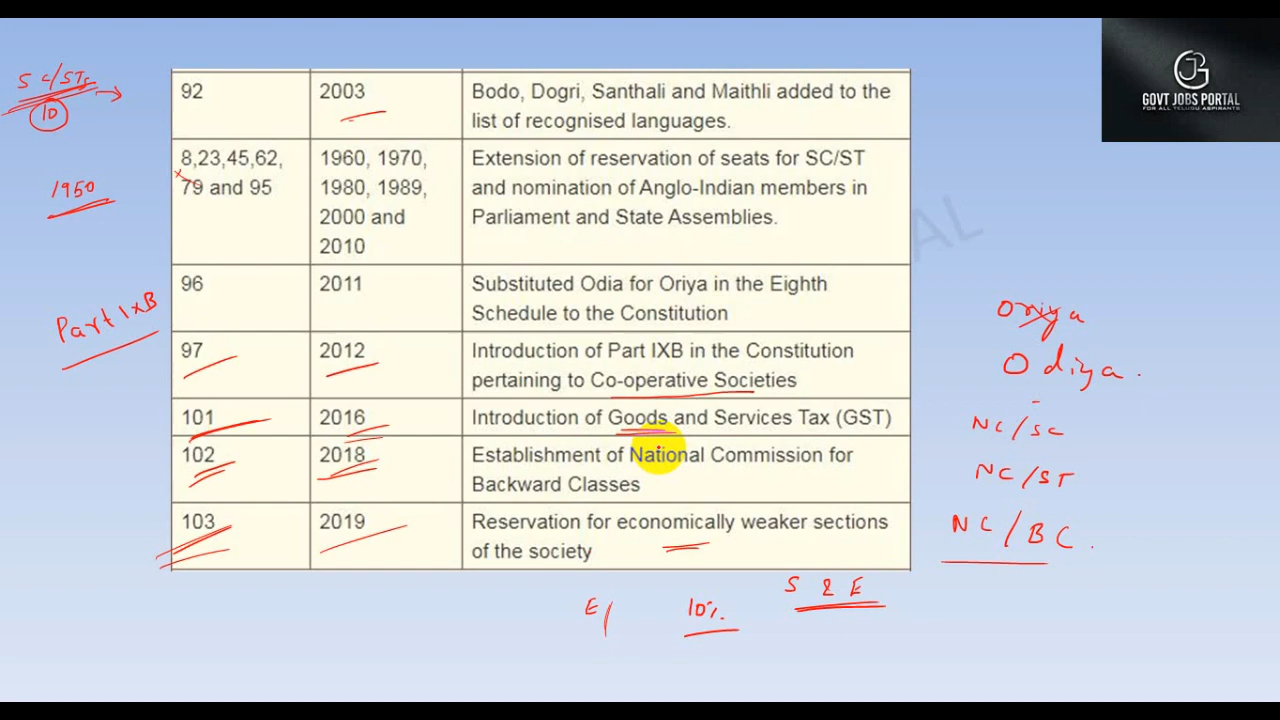 S C/STs
10
1950
Part IXB
GOVT JOBS PORTAL
FOR ALL TELUGU ASPIRANTS
92 2003 Bodo, Dogri, Santhali and Maithli added to the
list of recognised languages.
8,23,45,62, 1960, 1970, Extension of reservation of seats for SC/ST
79 and 95 1980, 1989, and nomination of Anglo-Indian members in
2000 and Parliament and State Assemblies.
2010
96 2011 Substituted Odia for Oriya in the Eighth
Schedule to the Constitution
97 2012 Introduction of Part IXB in the Constitution
pertaining to Co-operative Societies
101 2016 Introduction of Goods and Services Tax (GST)
102 2018 Establishment of National Commission for
Backward Classes
103 2019 Reservation for economically weaker sections
of the society
AL
Oriya
Odiya.
NC/SC
NC/ST
NC/BC.
S & E
E/ 10%